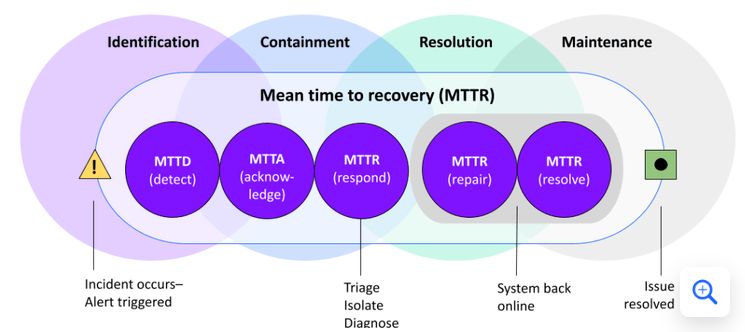 Identification
Containment
Resolution
Maintenance
Mean time to recovery (MTTR)
MTTD
(detect)
MTTA
(acknow-
ledge)
MTTR
(respond)
MTTR
(repair)
MTTR
(resolve)
!
Incident occurs–
Alert triggered
Triage
Isolate
Diagnose
System back
online
Issue
resolved